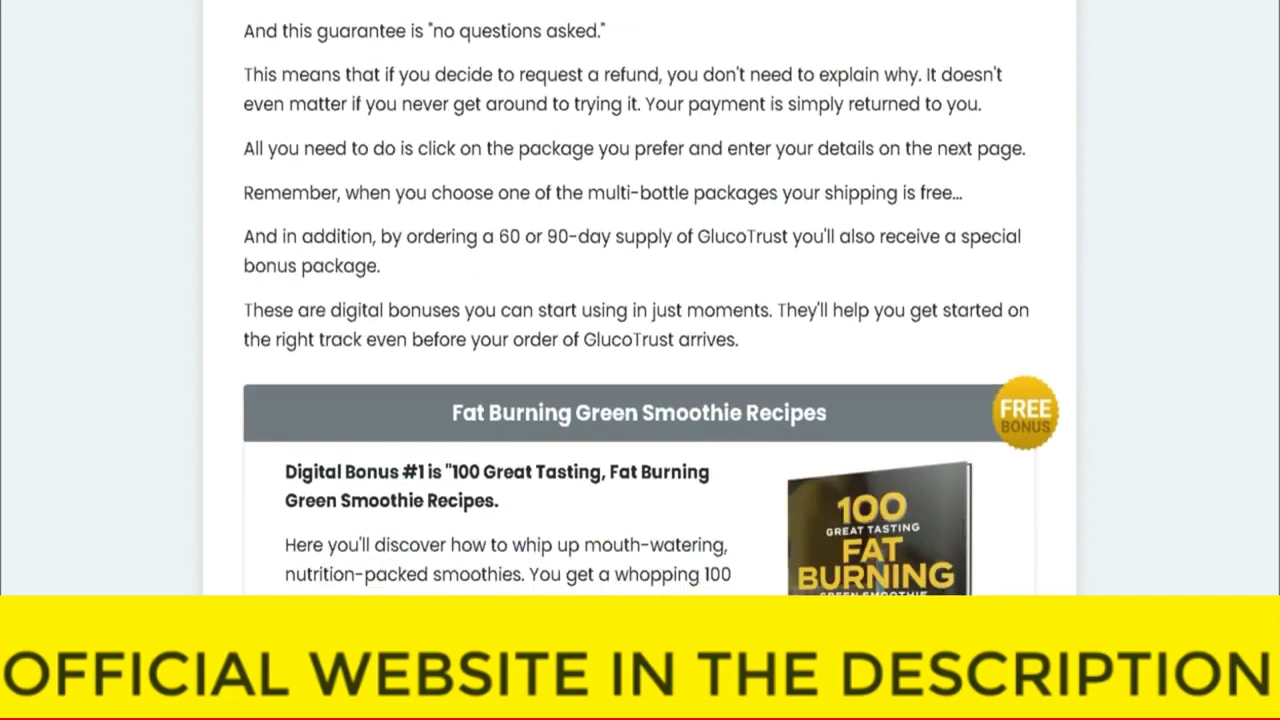 And this guarantee is "no questions asked."
This means that if you decide to request a refund, you don't need to explain why. It doesn't
even matter if you never get around to trying it. Your payment is simply returned to you.
All you need to do is click on the package you prefer and enter your details on the next page.
Remember, when you choose one of the multi-bottle packages your shipping is free...
And in addition, by ordering a 60 or 90-day supply of GlucoTrust you'll also receive a special
bonus package.
These are digital bonuses you can start using in just moments. They'll help you get started on
the right track even before your order of GlucoTrust arrives.
Fat Burning Green Smoothie Recipes
FREE
BONUS
Digital Bonus #1 is "100 Great Tasting, Fat Burning
Green Smoothie Recipes.
Here you'll discover how to whip up mouth-watering,
nutrition-packed smoothies. You get a whopping 100
100
GREAT TASTING
FAT
BURNING
GREEN SMOOTHIE
OFFICIAL WEBSITE IN THE DESCRIPTION